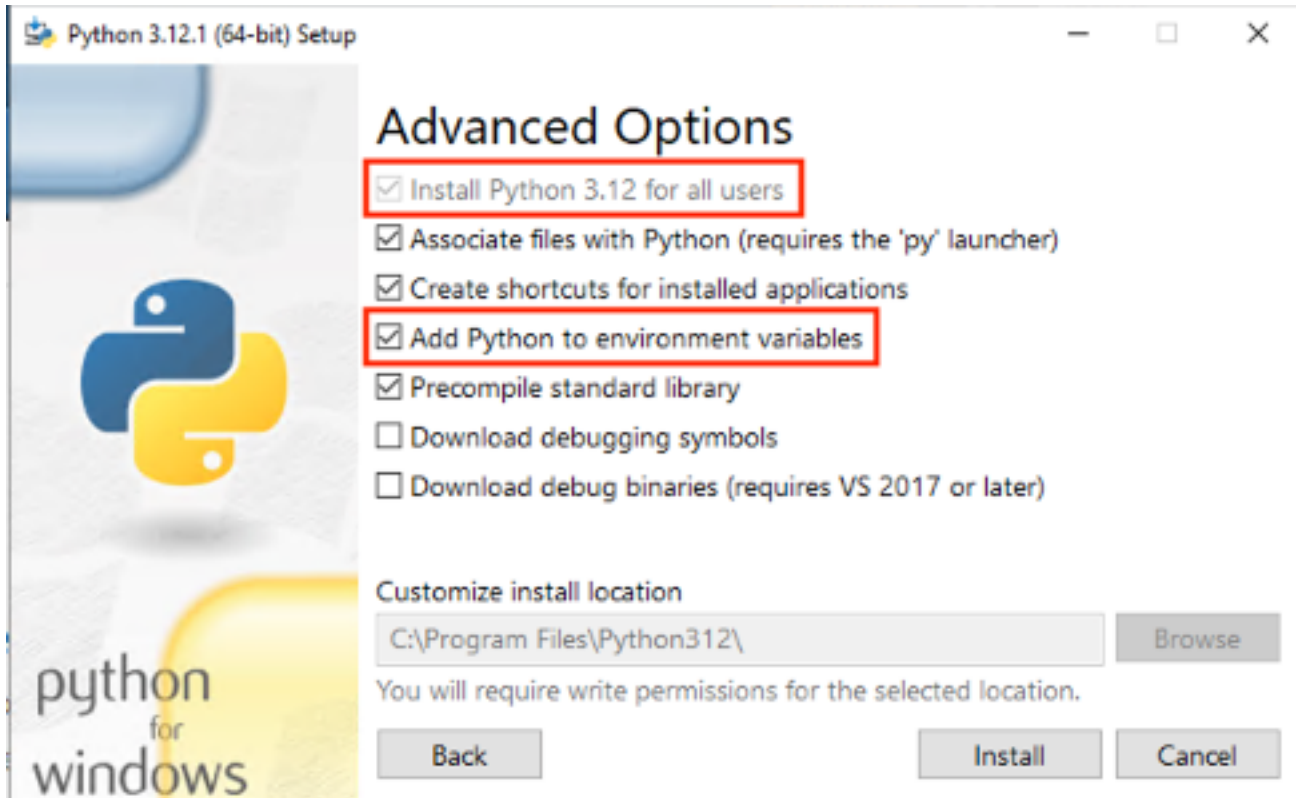 Python 3.12.1 (64-bit) Setup
Advanced Options
Install Python 3.12 for all users
Associate files with Python (requires the 'py' launcher)
Create shortcuts for installed applications
Add Python to environment variables
Precompile standard library
Download debugging symbols
Download debug binaries (requires VS 2017 or later)
Customize install location
C:\Program Files\Python312\
Browse
You will require write permissions for the selected location.
python
for
windows
Back
Install
Cancel